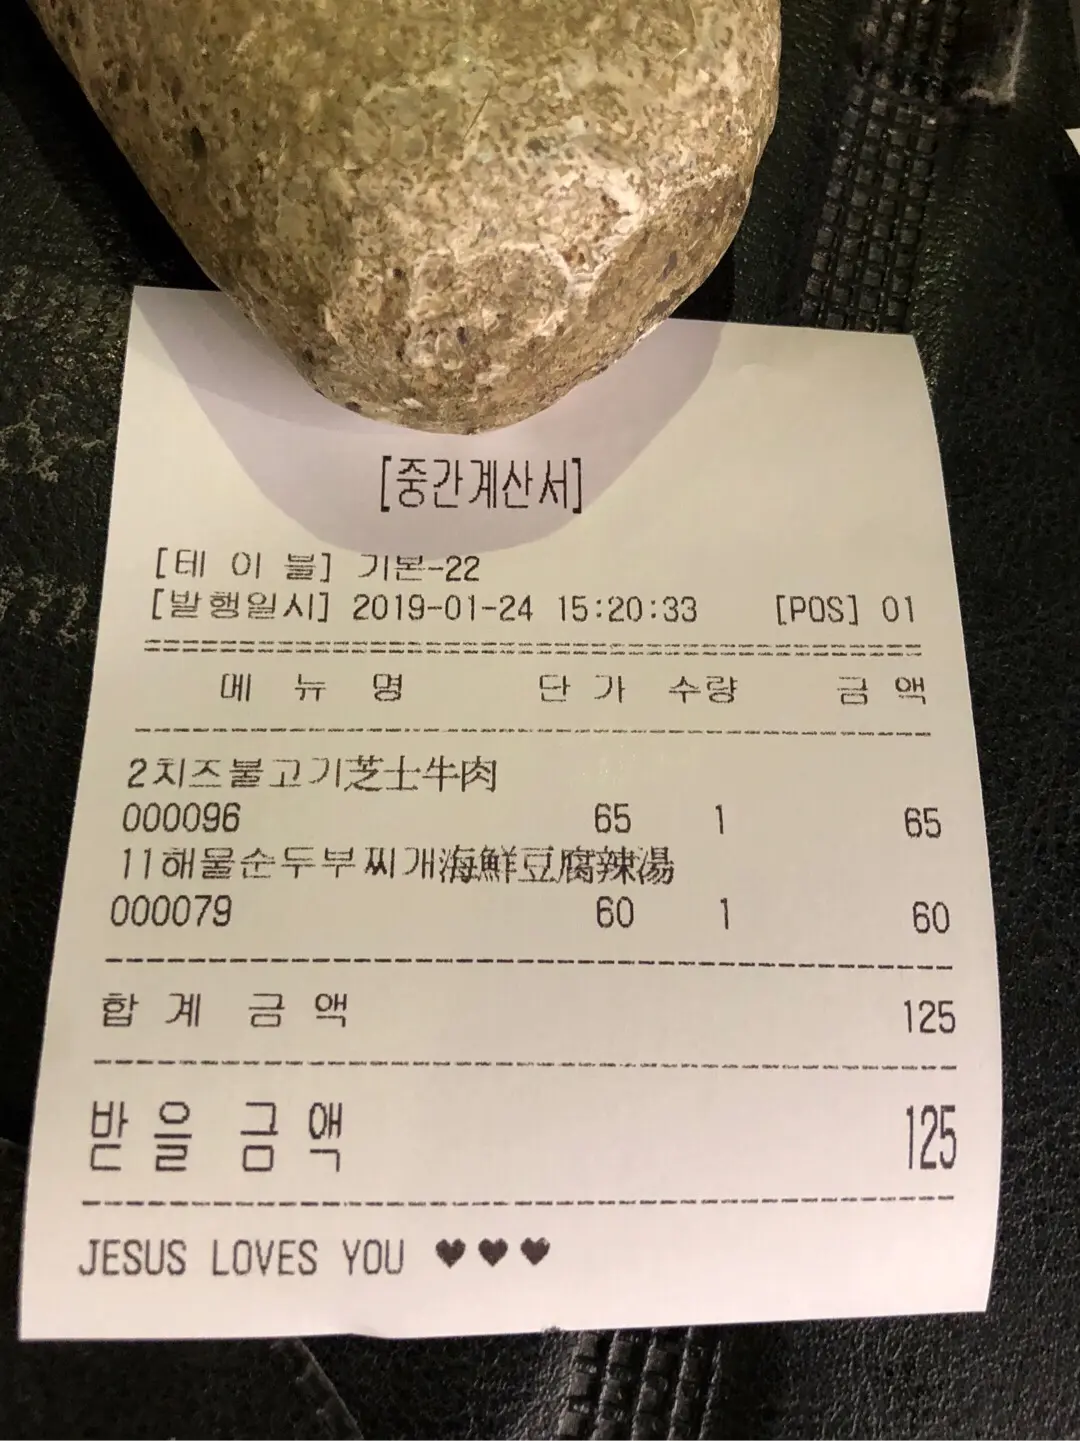 [중간계산서]
[테 이 블] 기본-22
[발행일시] 2019-01-24 15:20:33 [POS] 01
메 뉴 명 단 가 수량 금 액
2치즈불고기芝士牛肉
000096 65 1 65
11해물순두부찌개海鮮豆腐辣湯
000079 60 1 60
합 계 금 액 125
받 을 금 액 125
JESUS LOVES YOU ♥♥♥